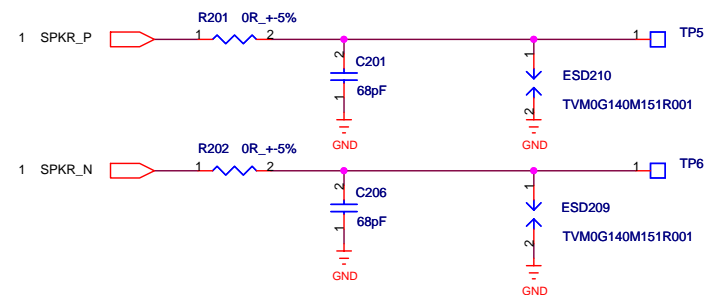 R201 0R_+-5%
1 SPKR_P 1 2 1 TP5
2 C201 1 ESD210
1 68pF 2 TVM0G140M151R001
GND GND
R202 0R_+-5%
1 SPKR_N 1 2 1 TP6
2 C206 1 ESD209
1 68pF 2 TVM0G140M151R001
GND GND